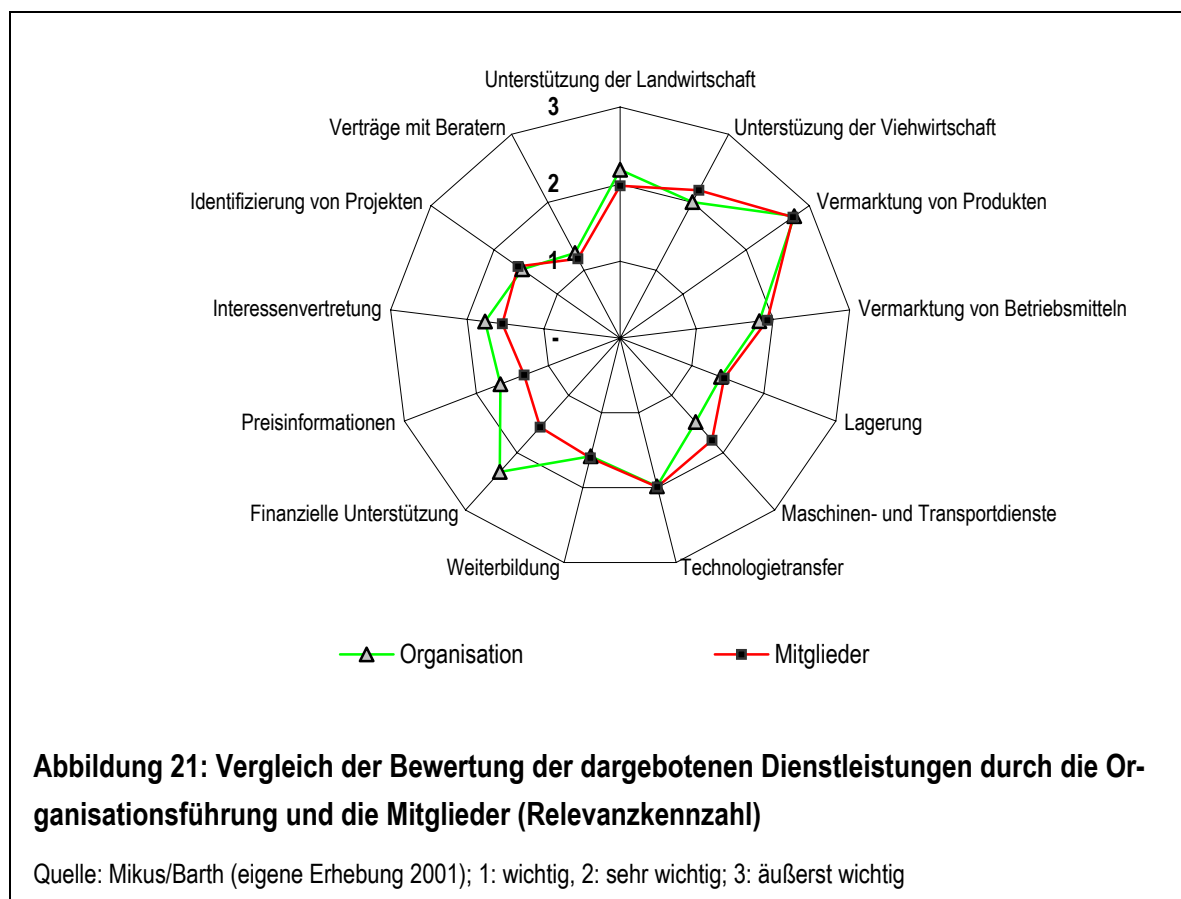 Unterstützung der Landwirtschaft
3
Verträge mit Beratern
Unterstüzung der Viehwirtschaft
2
Identifizierung von Projekten
Vermarktung von Produkten
1
Interessenvertretung
Vermarktung von Betriebsmitteln
-
Preisinformationen
Lagerung
Finanzielle Unterstützung
Maschinen- und Transportdienste
Weiterbildung
Technologietransfer
Organisation
Mitglieder
Abbildung 21: Vergleich der Bewertung der dargebotenen Dienstleistungen durch die Or-
ganisationsführung und die Mitglieder (Relevanzkennzahl)
Quelle: Mikus/Barth (eigene Erhebung 2001); 1: wichtig, 2: sehr wichtig; 3: äußerst wichtig